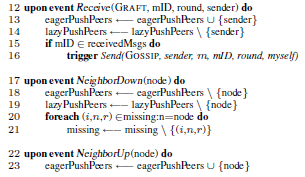 12 upon event Receive(GRAFT, mID, round, sender) do
13 eagerPushPeers ⟵ eagerPushPeers ∪ {sender}
14 lazyPushPeers ⟵ lazyPushPeers \ {sender}
15 if mID ∈ receivedMsgs do
16 trigger Send(GOSSIP, sender, m, mID, round, myself)
17 upon event NeighborDown(node) do
18 eagerPushPeers ⟵ eagerPushPeers \ {node}
19 lazyPushPeers ⟵ lazyPushPeers \ {node}
20 foreach (i,n,r) ∈missing:n=node do
21 missing ⟵ missing \ {(i,n,r)}
22 upon event NeighborUp(node) do
23 eagerPushPeers ⟵ eagerPushPeers ∪ {node}